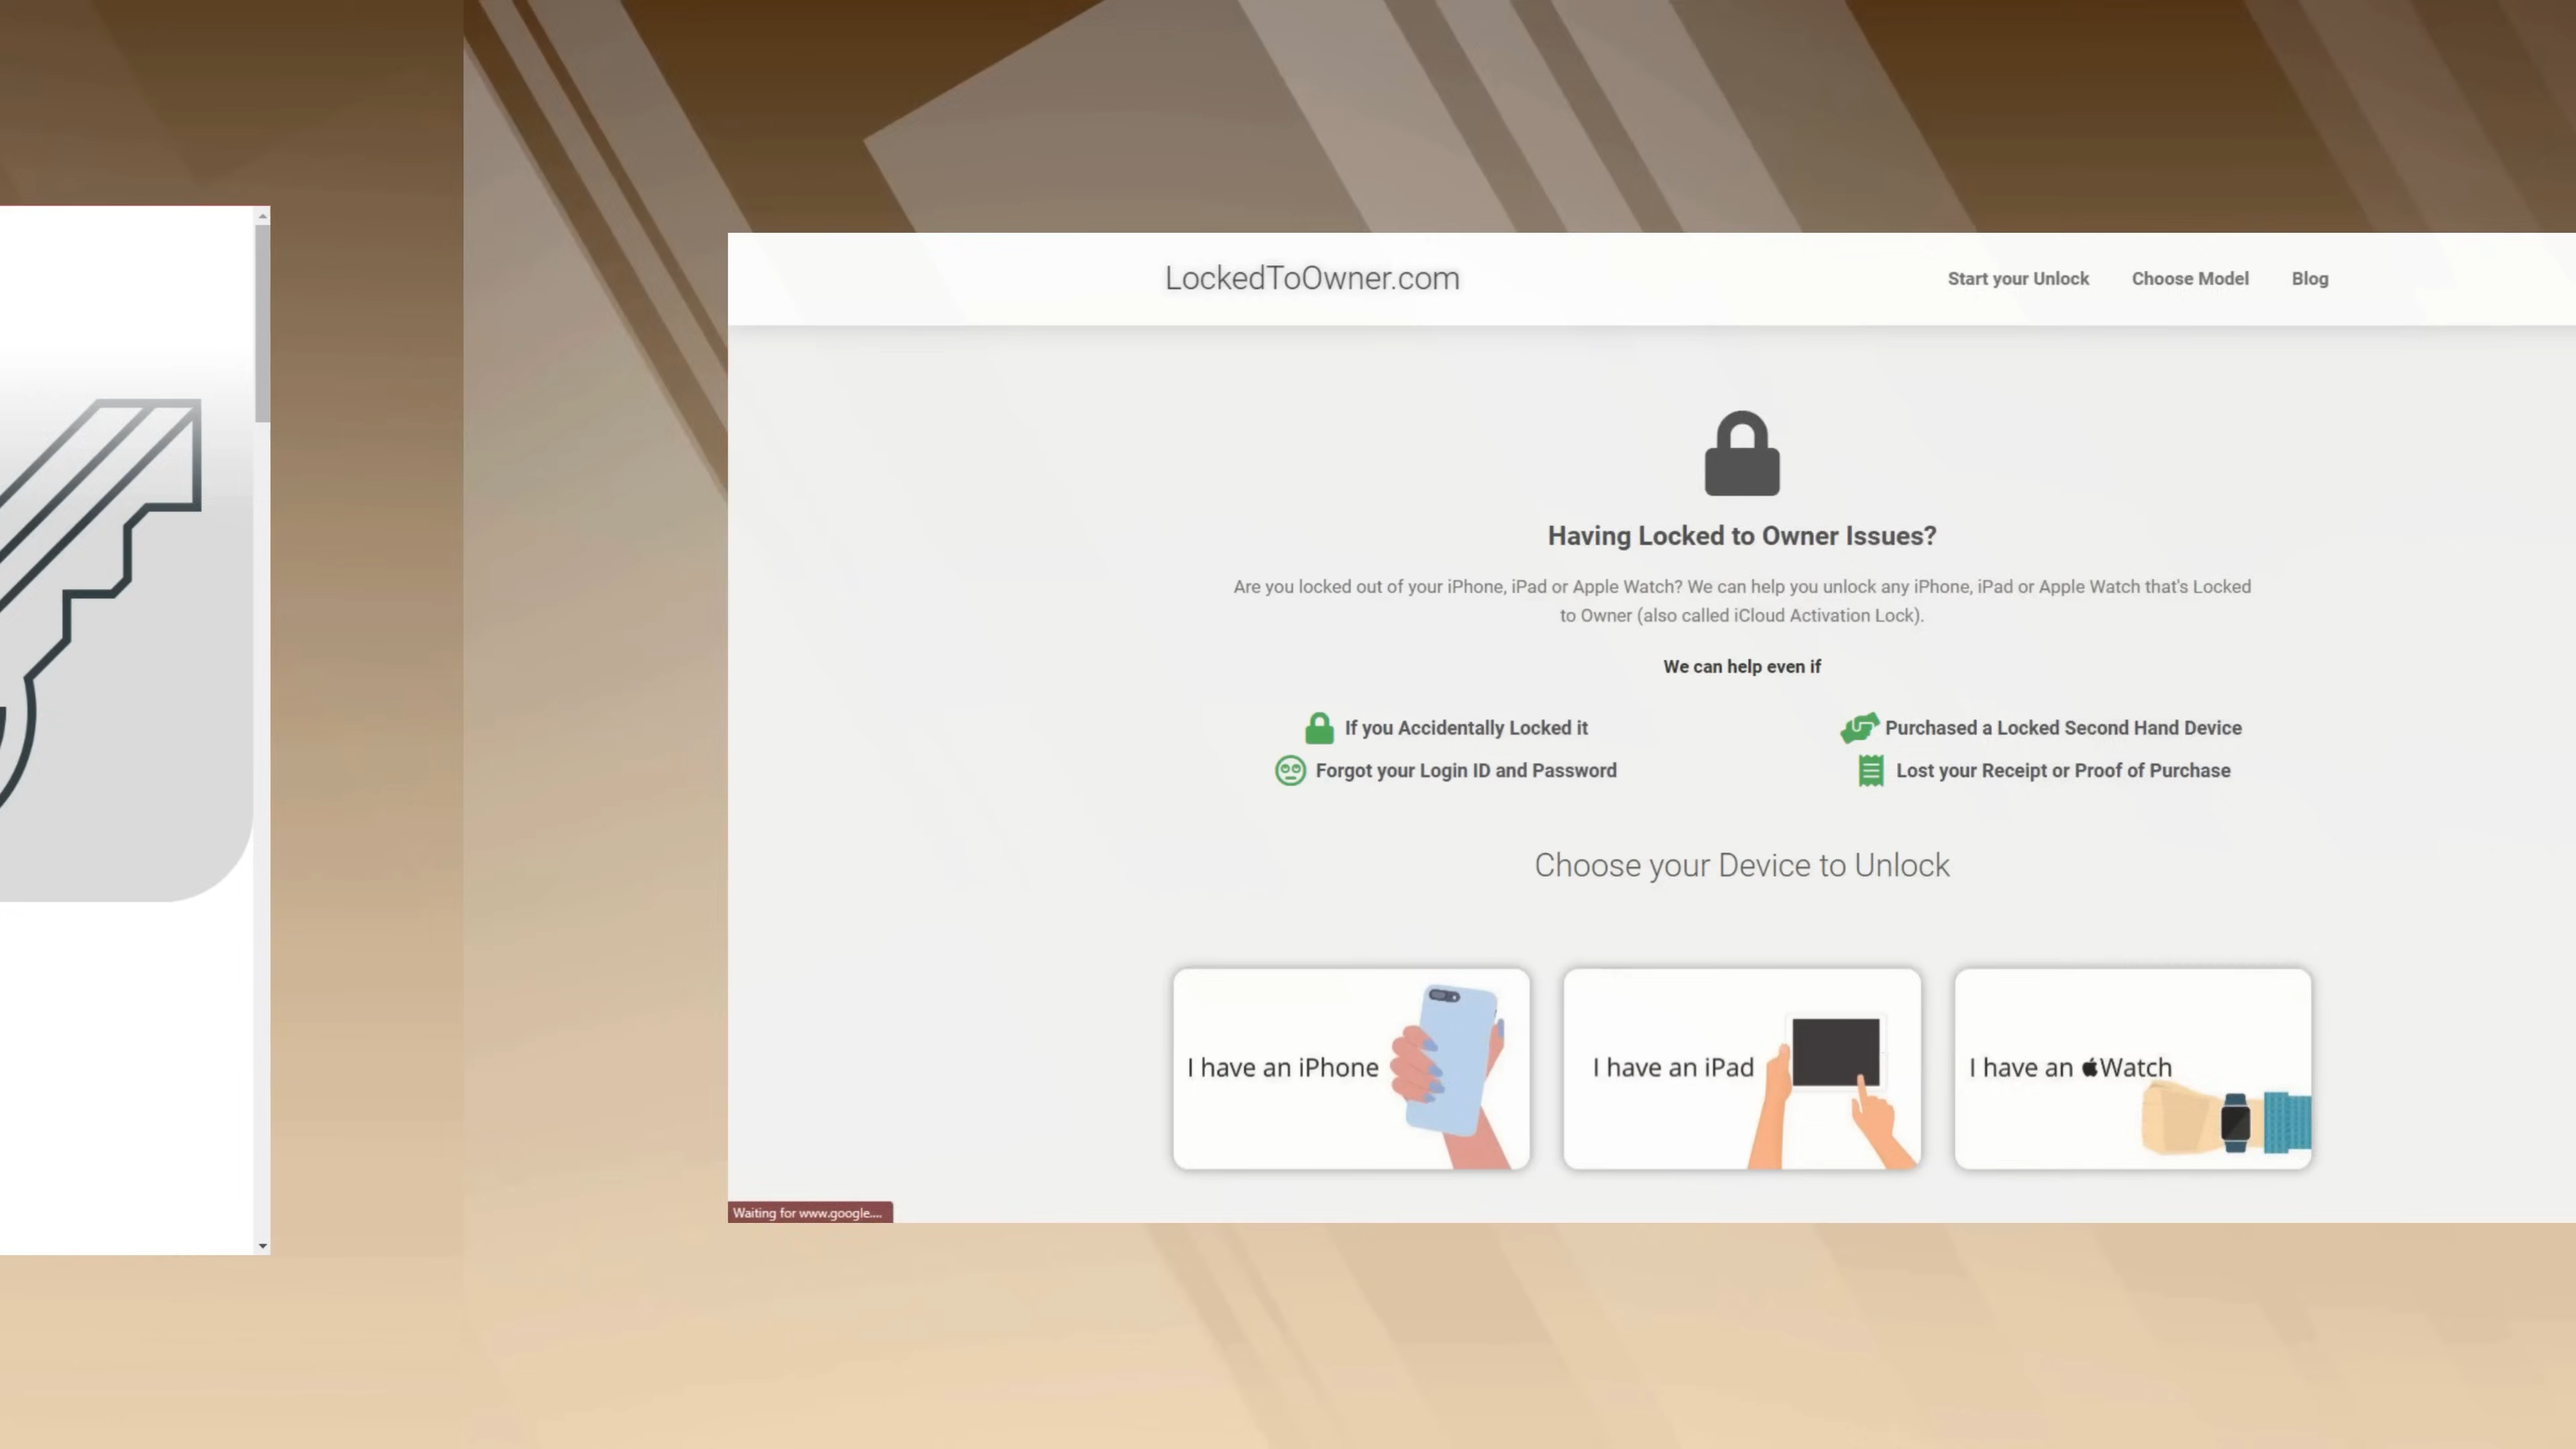 LockedToOwner.com
Start your Unlock
Choose Model
Blog
Having Locked to Owner Issues?
Are you locked out of your iPhone, iPad or Apple Watch? We can help you unlock any iPhone, iPad or Apple Watch that's Locked
to Owner (also called iCloud Activation Lock).
We can help even if
If you Accidentally Locked it
Purchased a Locked Second Hand Device
Forgot your Login ID and Password
Lost your Receipt or Proof of Purchase
Choose your Device to Unlock
I have an iPhone
I have an iPad
I have an Watch
Waiting for www.google....